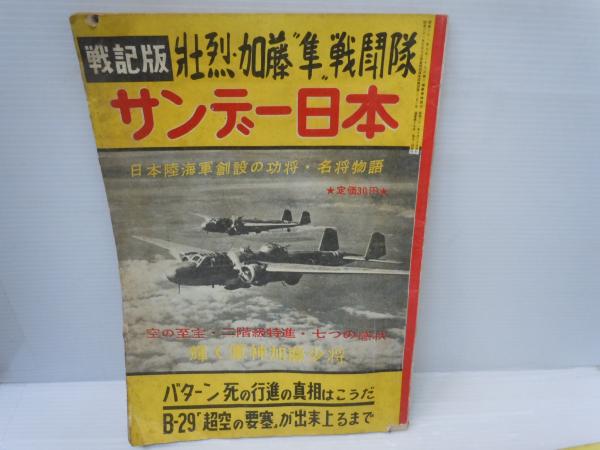 戦記版 壮烈・加藤“隼”戦闘隊
サンデー日本
日本陸海軍創設の功将・名将物語
★定価30円★
空の至宝・二階級特進・七つの感状
輝く軍神加藤少将
バターン死の行進の真相はこうだ
B-29“超空の要塞”が出来上るまで